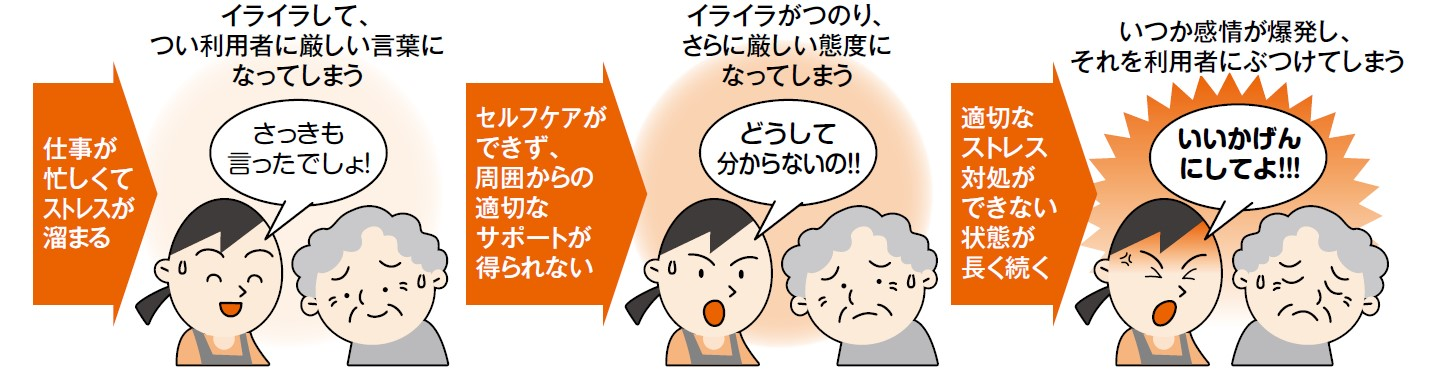 仕事が
忙しくて
ストレスが
溜まる
イライラして、
つい利用者に厳しい言葉に
なってしまう
さっきも
言ったでしょ!
セルフケアが
できず、
周囲からの
適切な
サポートが
得られない
イライラがつのり、
さらに厳しい態度に
なってしまう
どうして
分からないの!!
適切な
ストレス
対処が
できない
状態が
長く続く
いつか感情が爆発し、
それを利用者にぶつけてしまう
いいかげん
にしてよ!!!